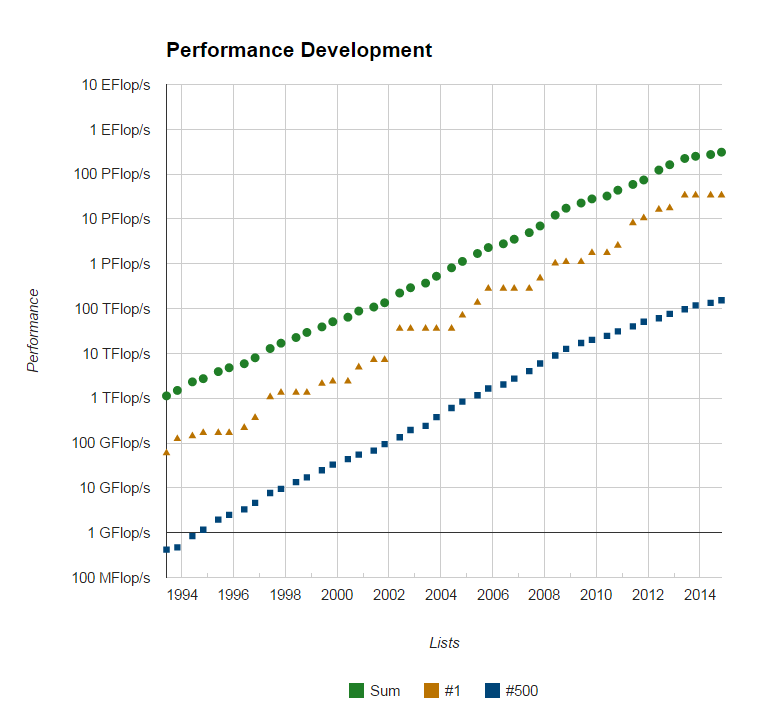 Performance Development
10 EFlop/s
1 EFlop/s
100 PFlop/s
10 PFlop/s
1 PFlop/s
100 TFlop/s
10 TFlop/s
1 TFlop/s
100 GFlop/s
10 GFlop/s
1 GFlop/s
100 MFlop/s
Performance
1994 1996 1998 2000 2002 2004 2006 2008 2010 2012 2014
Lists
Sum #1 #500